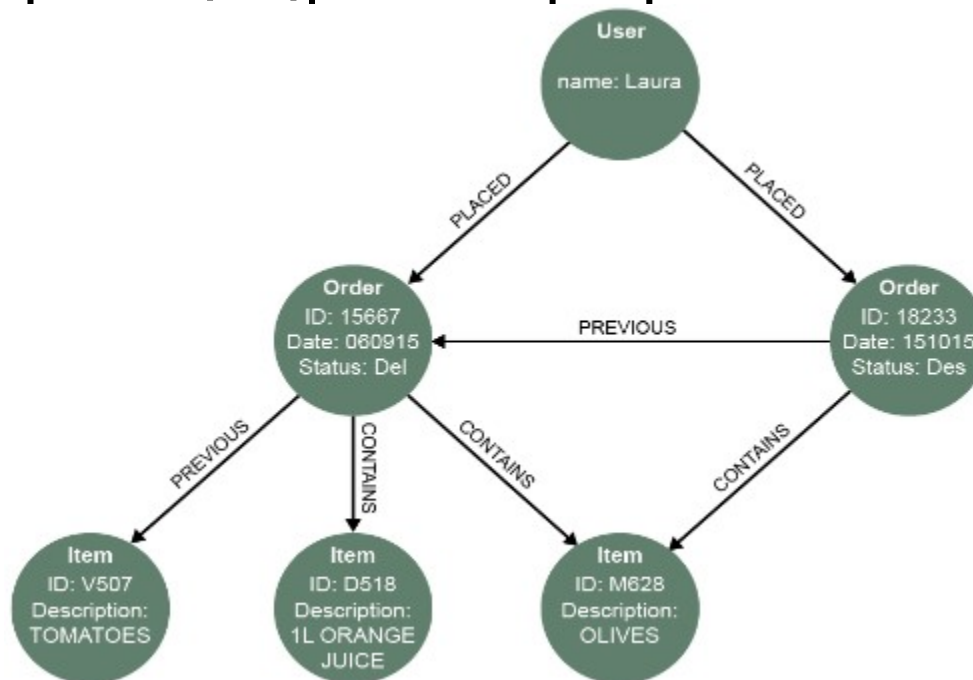 User
name: Laura
PLACED
PLACED
Order
ID: 15667
Date: 060915
Status: Del
PREVIOUS
Order
ID: 18233
Date: 151015
Status: Des
PREVIOUS
CONTAINS
CONTAINS
CONTAINS
Item
ID: V507
Description:
TOMATOES
Item
ID: D518
Description:
1L ORANGE
JUICE
Item
ID: M628
Description:
OLIVES